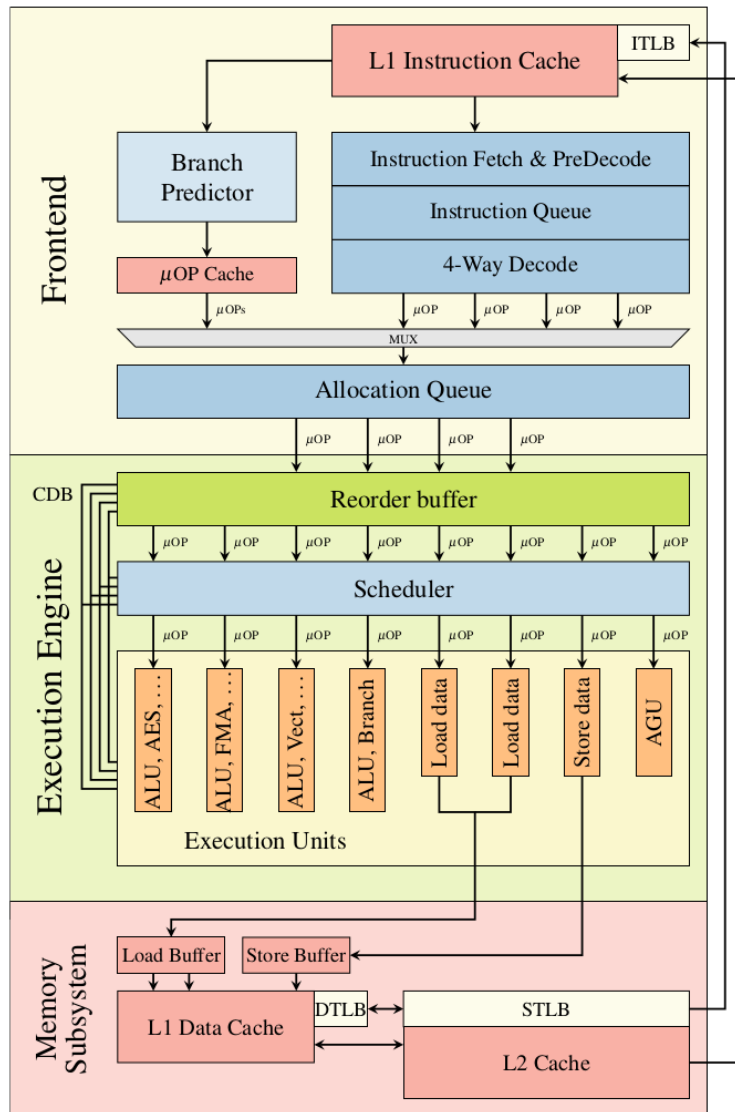 ITLB
L1 Instruction Cache
Frontend
Branch
Predictor
Instruction Fetch & PreDecode
Instruction Queue
4-Way Decode
μOP Cache
μOPs
μOP
μOP
μOP
μOP
MUX
Allocation Queue
μOP
μOP
μOP
μOP
Execution Engine
CDB
Reorder buffer
μOP
μOP
μOP
μOP
μOP
μOP
μOP
μOP
Scheduler
μOP
μOP
μOP
μOP
μOP
μOP
μOP
μOP
ALU, AES, …
ALU, FMA, …
ALU, Vect, …
ALU, Branch
Load data
Load data
Store data
AGU
Execution Units
Memory
Subsystem
Load Buffer
Store Buffer
L1 Data Cache
DTLB
STLB
L2 Cache